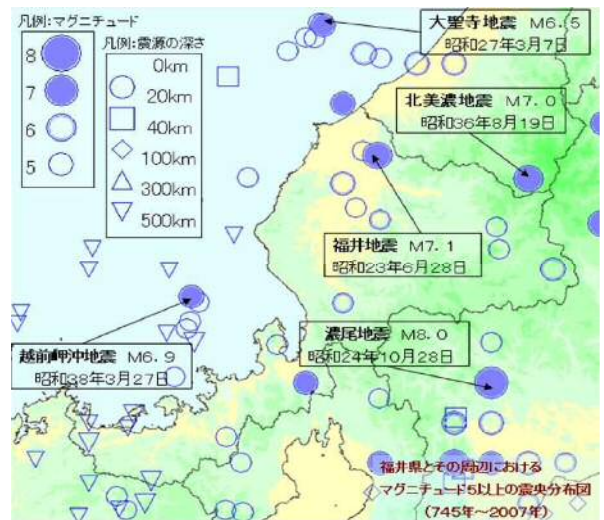 凡例:マグニチュード
8
7
6
5
凡例:震源の深さ
0km
20km
40km
100km
300km
500km
大聖寺地震 M6.5
昭和27年3月7日
北美濃地震 M7.0
昭和36年8月19日
福井地震 M7.1
昭和23年6月28日
濃尾地震 M8.0
昭和24年10月28日
越前岬沖地震 M6.9
昭和38年3月27日
福井県とその周辺における
マグニチュード5以上の震央分布図
(745年～2007年)